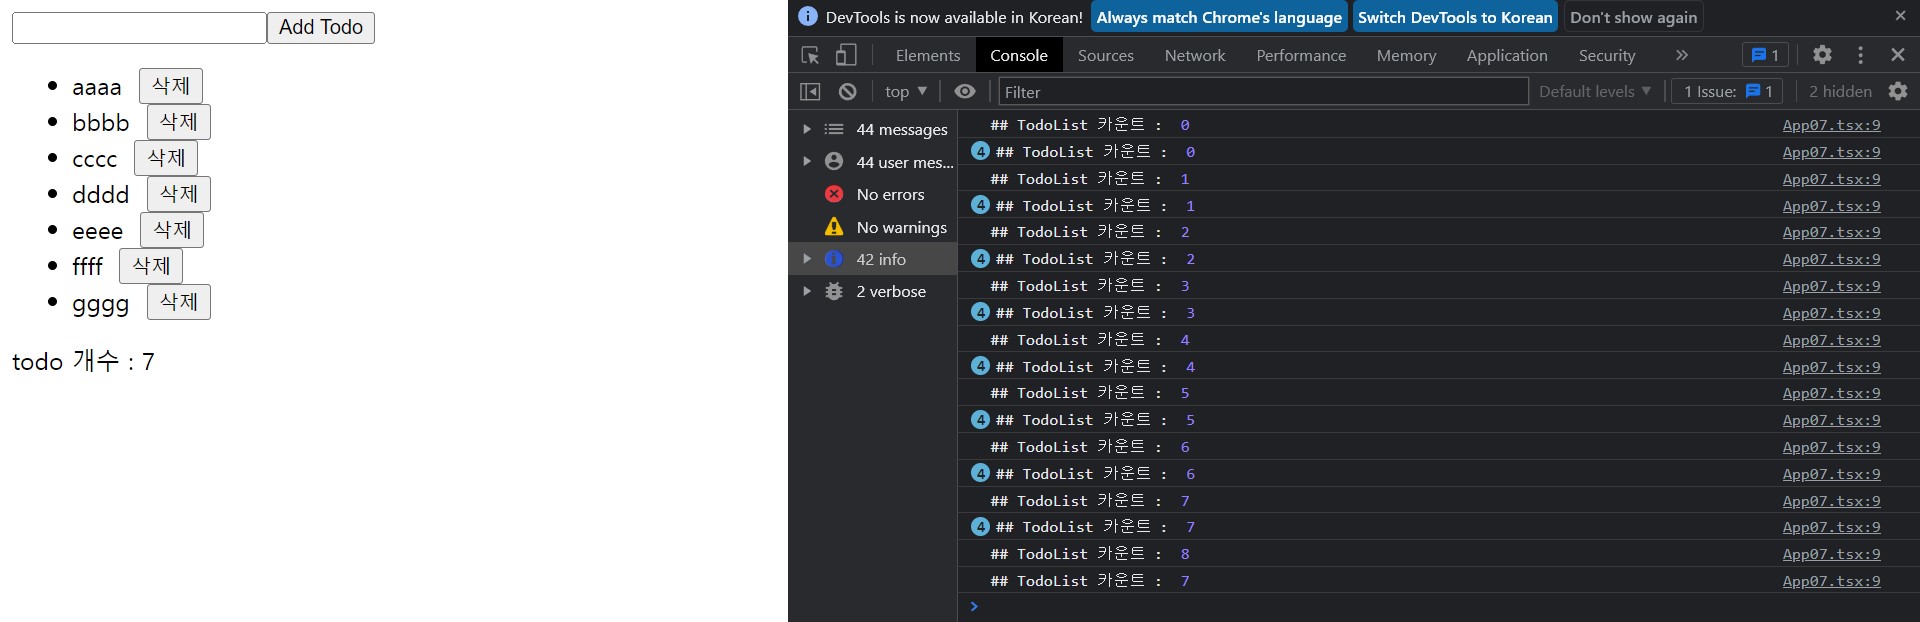 Add Todo
aaaa 삭제
bbbb 삭제
cccc 삭제
dddd 삭제
eeee 삭제
ffff 삭제
gggg 삭제
todo 개수 : 7
DevTools is now available in Korean! Always match Chrome's language Switch DevTools to Korean Don't show again
Elements Console Sources Network Performance Memory Application Security 1
top Filter Default levels 1 Issue: 1 2 hidden
44 messages
44 user mes...
No errors
No warnings
42 info
2 verbose
## TodoList 카운트 : 0 App07.tsx:9
4 ## TodoList 카운트 : 0 App07.tsx:9
## TodoList 카운트 : 1 App07.tsx:9
4 ## TodoList 카운트 : 1 App07.tsx:9
## TodoList 카운트 : 2 App07.tsx:9
4 ## TodoList 카운트 : 2 App07.tsx:9
## TodoList 카운트 : 3 App07.tsx:9
4 ## TodoList 카운트 : 3 App07.tsx:9
## TodoList 카운트 : 4 App07.tsx:9
4 ## TodoList 카운트 : 4 App07.tsx:9
## TodoList 카운트 : 5 App07.tsx:9
4 ## TodoList 카운트 : 5 App07.tsx:9
## TodoList 카운트 : 6 App07.tsx:9
4 ## TodoList 카운트 : 6 App07.tsx:9
## TodoList 카운트 : 7 App07.tsx:9
4 ## TodoList 카운트 : 7 App07.tsx:9
## TodoList 카운트 : 8 App07.tsx:9
## TodoList 카운트 : 7 App07.tsx:9